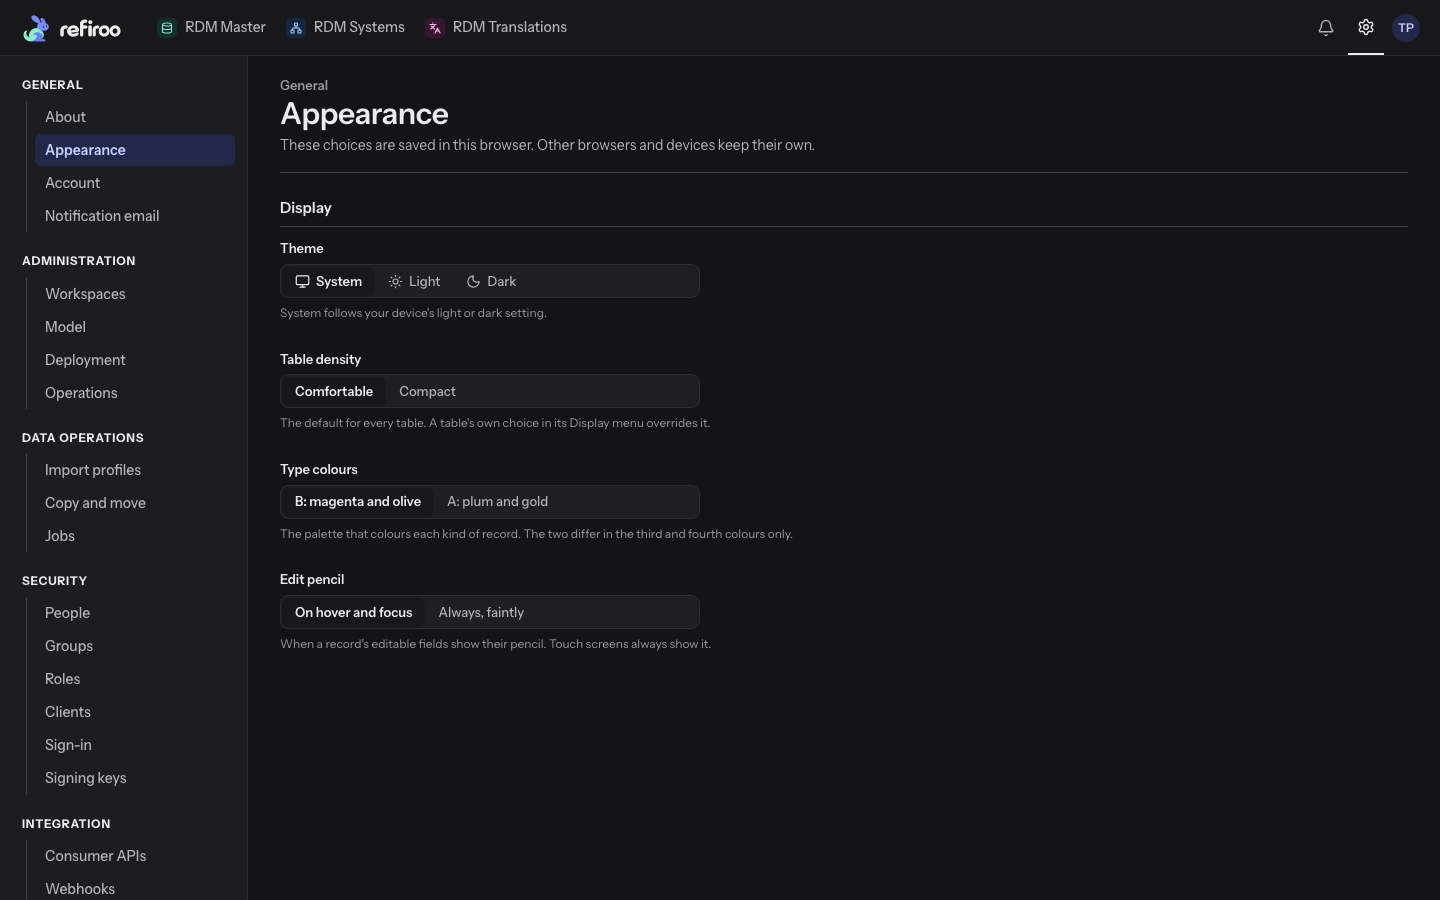 refiroo
RDM Master
RDM Systems
RDM Translations
TP
GENERAL
About
Appearance
Account
Notification email
ADMINISTRATION
Workspaces
Model
Deployment
Operations
DATA OPERATIONS
Import profiles
Copy and move
Jobs
SECURITY
People
Groups
Roles
Clients
Sign-in
Signing keys
INTEGRATION
Consumer APIs
Webhooks
General
Appearance
These choices are saved in this browser. Other browsers and devices keep their own.
Display
Theme
System Light Dark
System follows your device's light or dark setting.
Table density
Comfortable Compact
The default for every table. A table's own choice in its Display menu overrides it.
Type colours
B: magenta and olive A: plum and gold
The palette that colours each kind of record. The two differ in the third and fourth colours only.
Edit pencil
On hover and focus Always, faintly
When a record's editable fields show their pencil. Touch screens always show it.